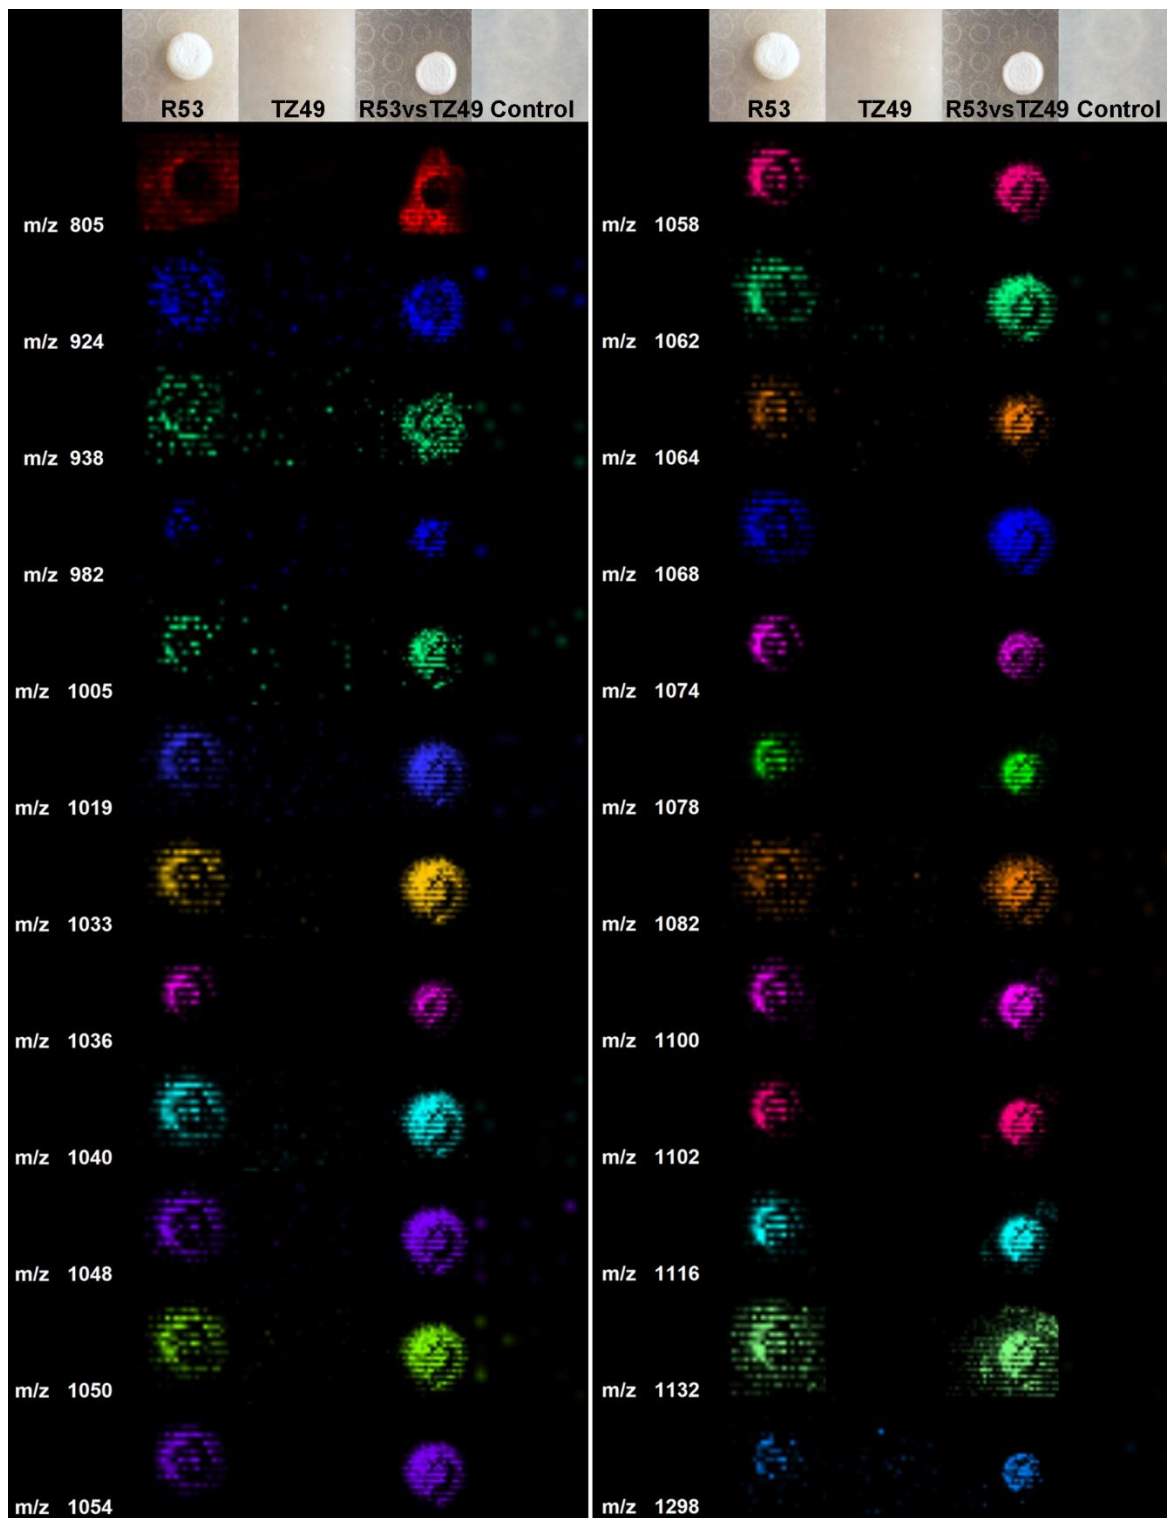 R53 TZ49 R53vsTZ49 Control
m/z 805
m/z 924
m/z 938
m/z 982
m/z 1005
m/z 1019
m/z 1033
m/z 1036
m/z 1040
m/z 1048
m/z 1050
m/z 1054
R53 TZ49 R53vsTZ49 Control
m/z 1058
m/z 1062
m/z 1064
m/z 1068
m/z 1074
m/z 1078
m/z 1082
m/z 1100
m/z 1102
m/z 1116
m/z 1132
m/z 1298